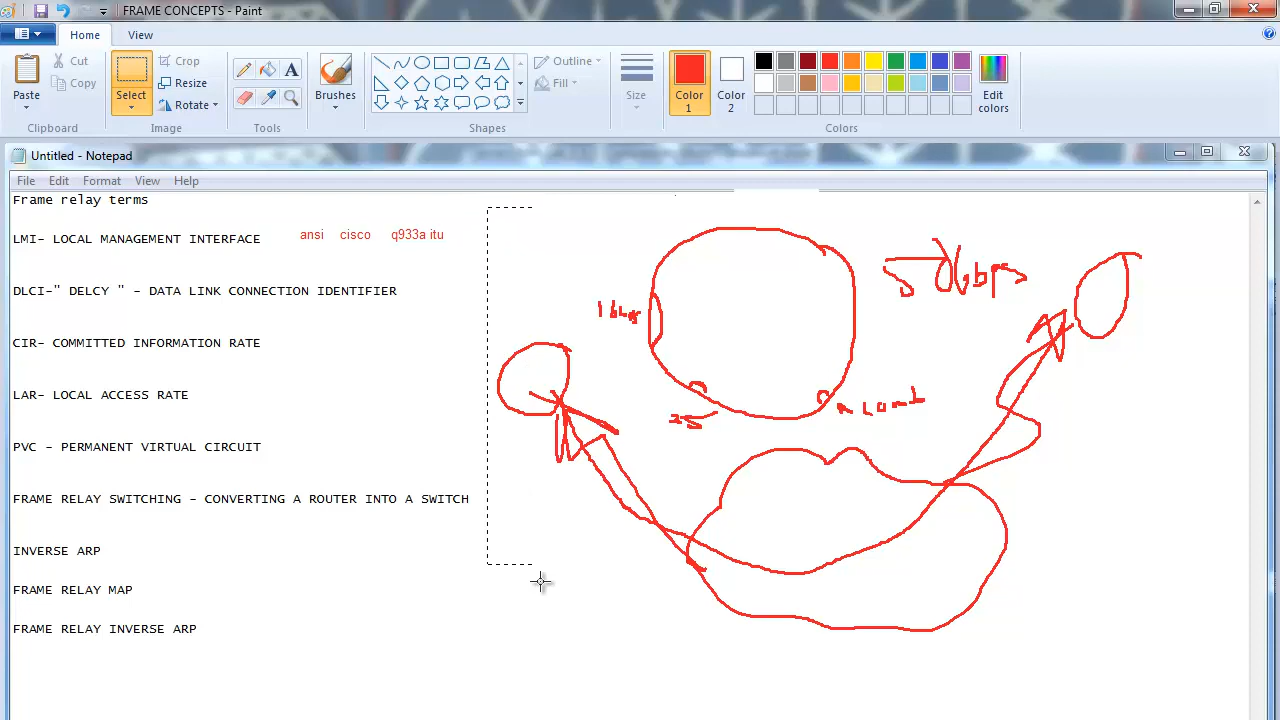 FRAME CONCEPTS - Paint
Home
View
Paste
Cut
Copy
Clipboard
Select
Crop
Resize
Rotate
Image
A
Tools
Brushes
Shapes
Outline
Fill
Size
Color 1
Color 2
Edit colors
Colors
Untitled - Notepad
File Edit Format View Help
Frame relay terms
LMI- LOCAL MANAGEMENT INTERFACE
ansi cisco q933a itu
DLCI-" DELCY " - DATA LINK CONNECTION IDENTIFIER
CIR- COMMITTED INFORMATION RATE
LAR- LOCAL ACCESS RATE
PVC - PERMANENT VIRTUAL CIRCUIT
FRAME RELAY SWITCHING - CONVERTING A ROUTER INTO A SWITCH
INVERSE ARP
FRAME RELAY MAP
FRAME RELAY INVERSE ARP